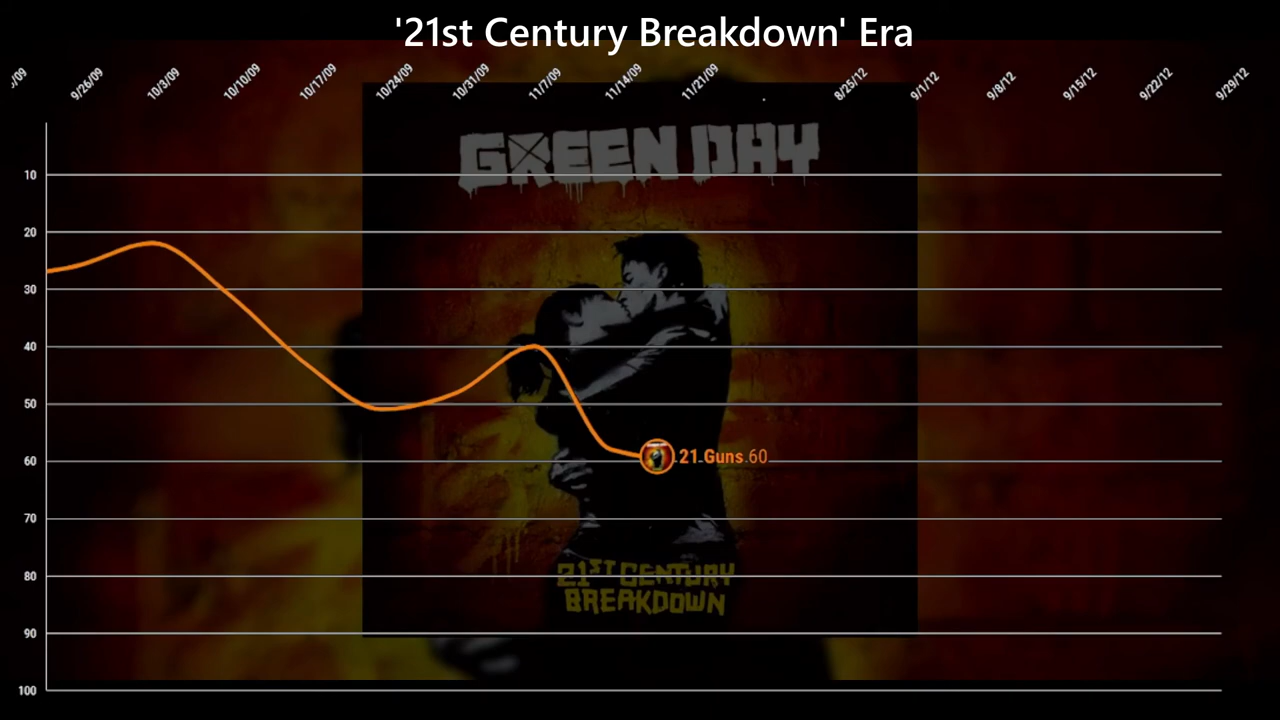 '21st Century Breakdown' Era
/09 9/26/09 10/3/09 10/10/09 10/17/09 10/24/09 10/31/09 11/7/09 11/14/09 11/21/09 8/25/12 9/1/12 9/8/12 9/15/12 9/22/12 9/29/12
GREEN DAY
10
20
30
40
50
21 Guns 60
60
70
80
21ST CENTURY
BREAKDOWN
90
100